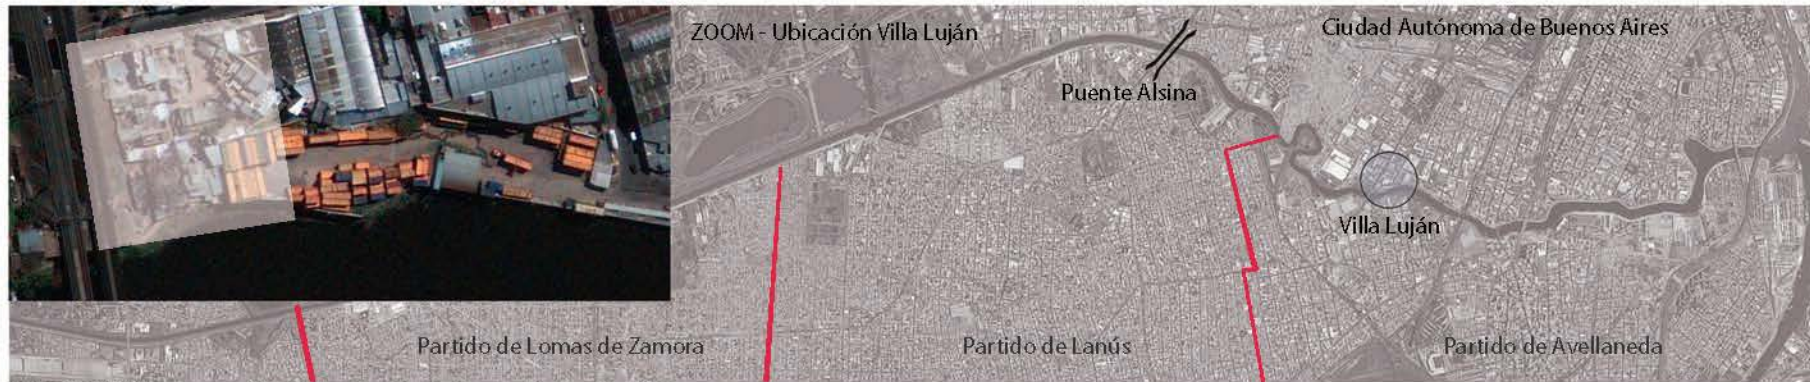 ZOOM - Ubicación Villa Luján
Ciudad Autónoma de Buenos Aires
Puente Alsina
Villa Luján
Partido de Lomas de Zamora
Partido de Lanús
Partido de Avellaneda